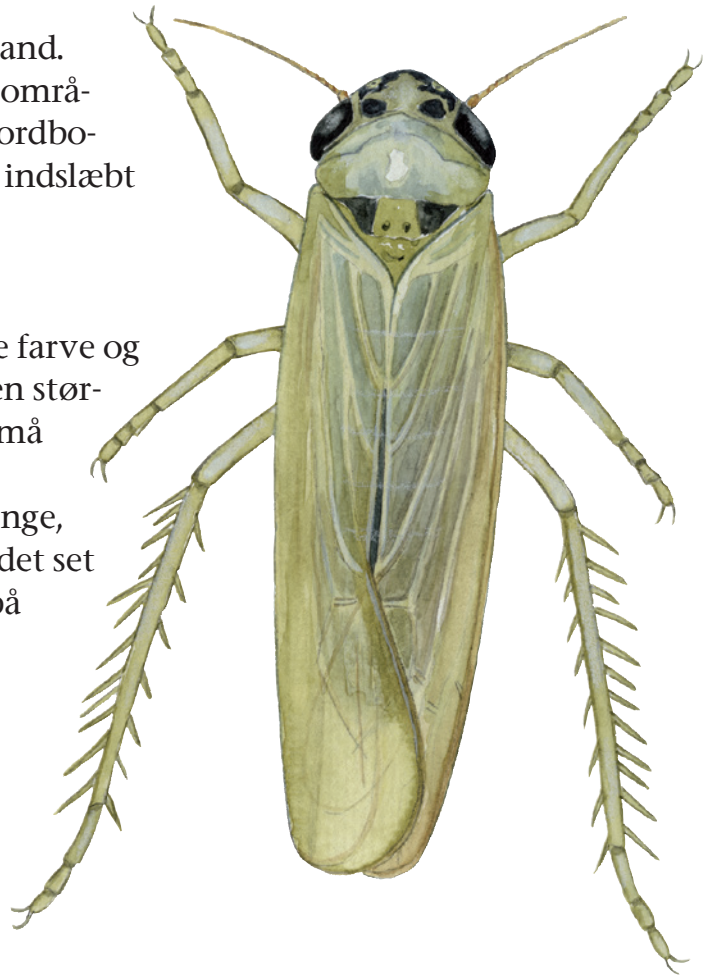 and.
områ-
ordbo-
indslæbt
e farve og
en stør-
må
nge,
det set
på